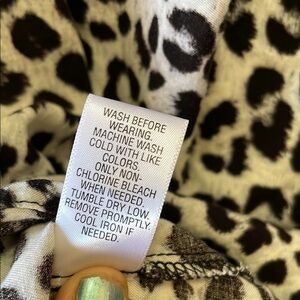 WASH BEFORE
WEARING.
MACHINE WASH
COLD WITH LIKE
COLORS.
ONLY NON-
CHLORINE BLEACH
WHEN NEEDED.
TUMBLE DRY LOW.
REMOVE PROMPTLY.
COOL IRON IF
NEEDED.